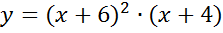 y = (x + 6)² · (x + 4)